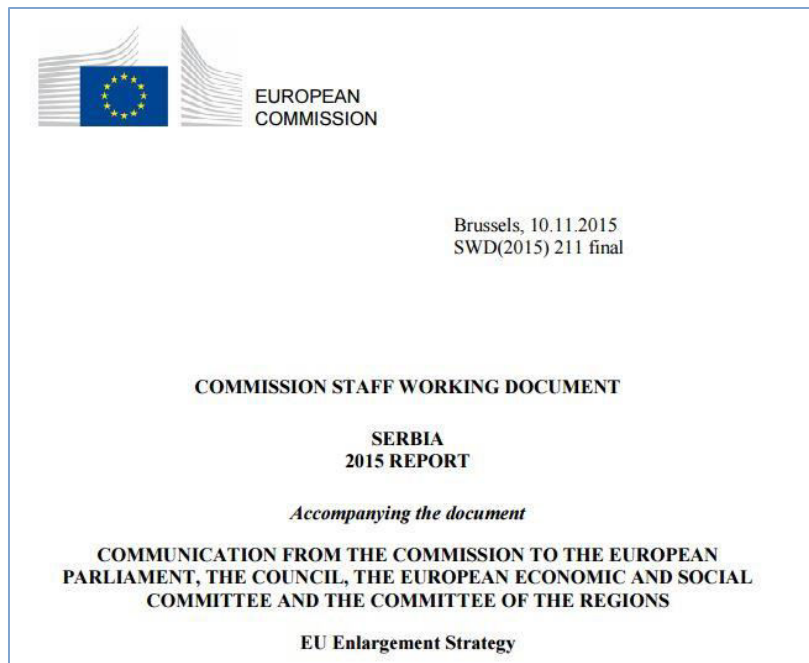 EUROPEAN
COMMISSION
Brussels, 10.11.2015
SWD(2015) 211 final
COMMISSION STAFF WORKING DOCUMENT
SERBIA
2015 REPORT
Accompanying the document
COMMUNICATION FROM THE COMMISSION TO THE EUROPEAN
PARLIAMENT, THE COUNCIL, THE EUROPEAN ECONOMIC AND SOCIAL
COMMITTEE AND THE COMMITTEE OF THE REGIONS
EU Enlargement Strategy